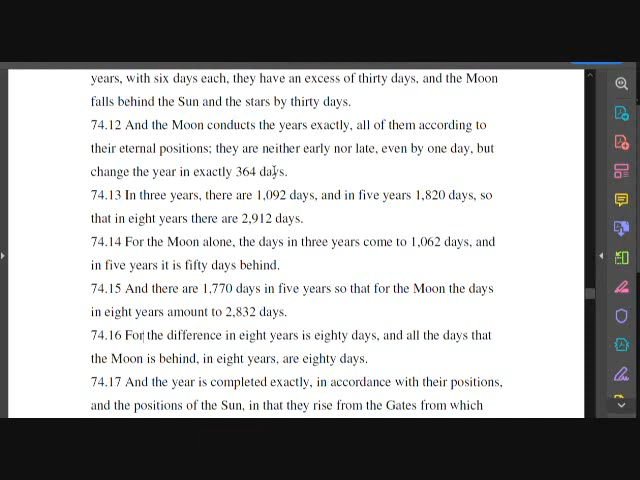 years, with six days each, they have an excess of thirty days, and the Moon
falls behind the Sun and the stars by thirty days.
74.12 And the Moon conducts the years exactly, all of them according to
their eternal positions; they are neither early nor late, even by one day, but
change the year in exactly 364 days.
74.13 In three years, there are 1,092 days, and in five years 1,820 days, so
that in eight years there are 2,912 days.
74.14 For the Moon alone, the days in three years come to 1,062 days, and
in five years it is fifty days behind.
74.15 And there are 1,770 days in five years so that for the Moon the days
in eight years amount to 2,832 days.
74.16 For the difference in eight years is eighty days, and all the days that
the Moon is behind, in eight years, are eighty days.
74.17 And the year is completed exactly, in accordance with their positions,
and the positions of the Sun, in that they rise from the Gates from which